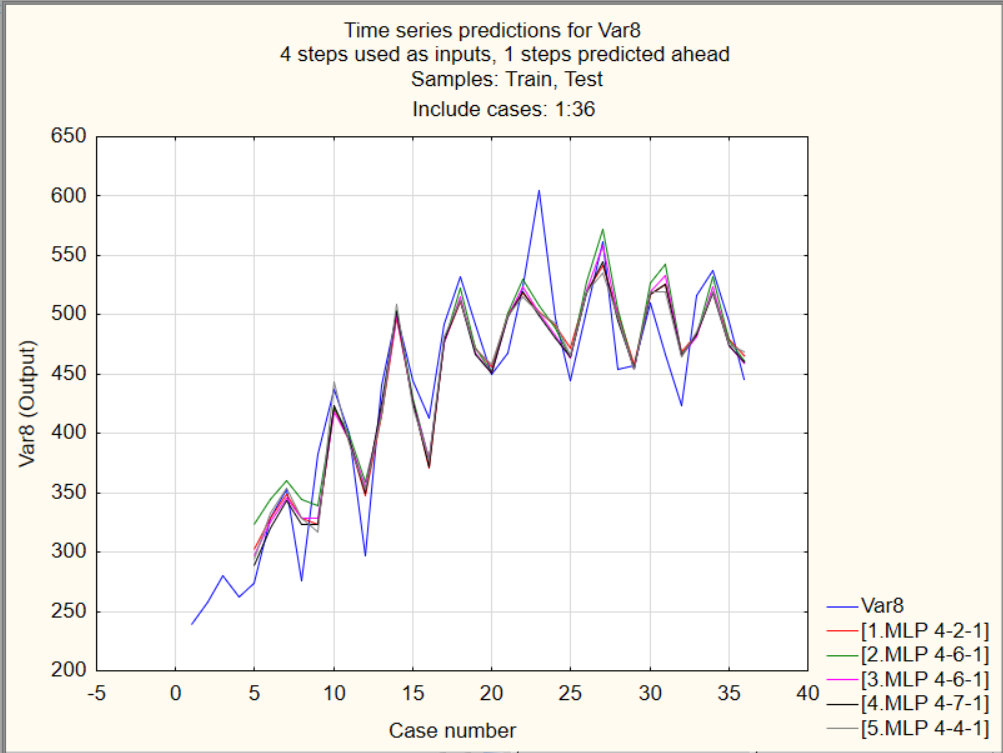 Time series predictions for Var8
4 steps used as inputs, 1 steps predicted ahead
Samples: Train, Test
Include cases: 1:36
650
600
550
500
450
400
350
300
250
200
Var8 (Output)
-5 0 5 10 15 20 25 30 35 40
Case number
Var8
[1.MLP 4-2-1]
[2.MLP 4-6-1]
[3.MLP 4-6-1]
[4.MLP 4-7-1]
[5.MLP 4-4-1]